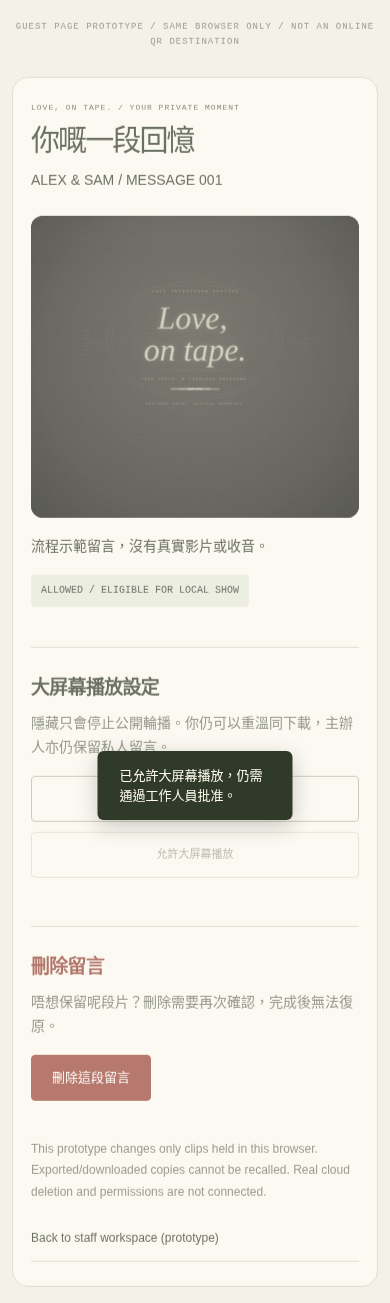 GUEST PAGE PROTOTYPE / SAME BROWSER ONLY / NOT AN ONLINE
QR DESTINATION
LOVE, ON TAPE. / YOUR PRIVATE MOMENT
你嘅一段回憶
ALEX & SAM / MESSAGE 001
Love,
on tape.
流程示範留言，沒有真實影片或收音。
ALLOWED / ELIGIBLE FOR LOCAL SHOW
大屏幕播放設定
隱藏只會停止公開輪播。你仍可以重溫同下載，主辦
人亦仍保留私人留言。
已允許大屏幕播放，仍需
通過工作人員批准。
允許大屏幕播放
刪除留言
唔想保留呢段片？刪除需要再次確認，完成後無法復
原。
刪除這段留言
This prototype changes only clips held in this browser.
Exported/downloaded copies cannot be recalled. Real cloud
deletion and permissions are not connected.
Back to staff workspace (prototype)